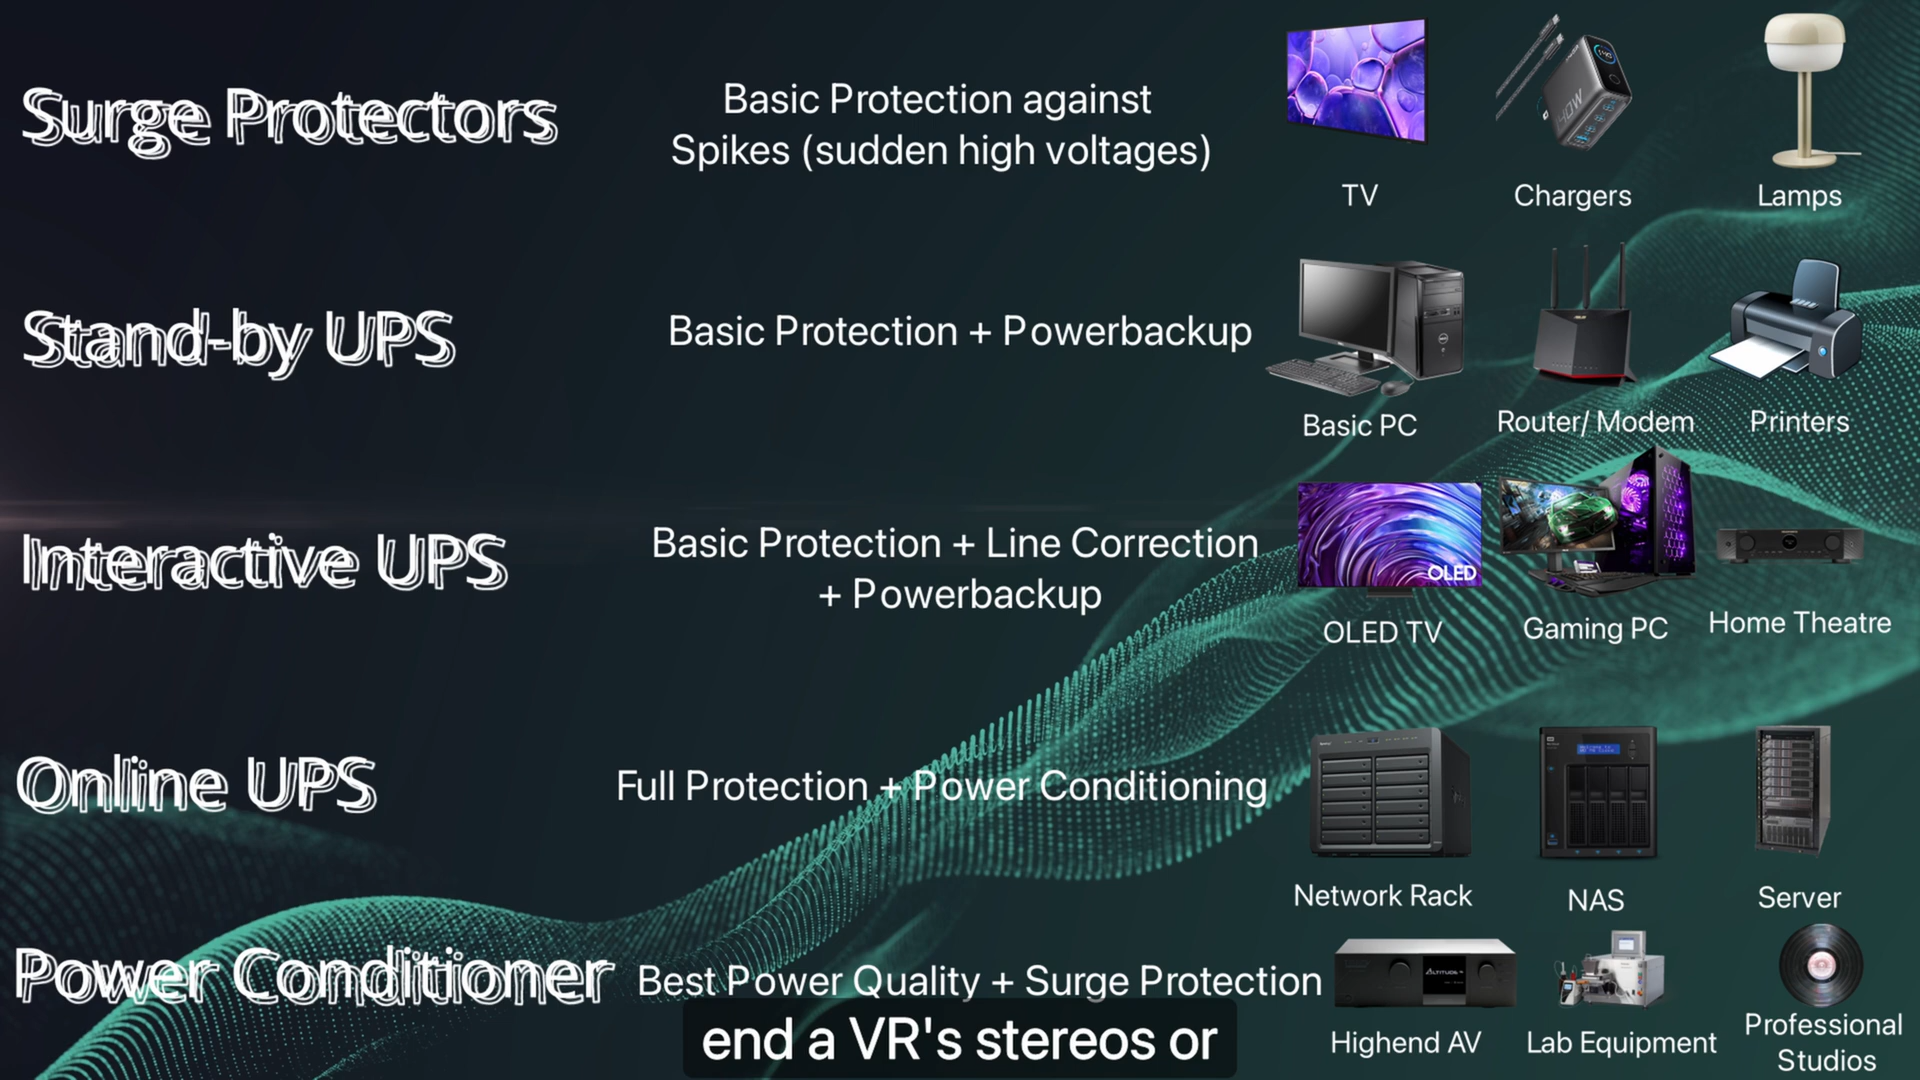 Surge Protectors
Basic Protection against
Spikes (sudden high voltages)
TV
Chargers
Lamps
Stand-by UPS
Basic Protection + Powerbackup
Basic PC
Router/ Modem
Printers
Interactive UPS
Basic Protection + Line Correction
+ Powerbackup
OLED
OLED TV
Gaming PC
Home Theatre
Online UPS
Full Protection + Power Conditioning
Network Rack
NAS
Server
Power Conditioner
Best Power Quality + Surge Protection
ALTITUDE
Highend AV
Lab Equipment
Professional
Studios
end a VR's stereos or